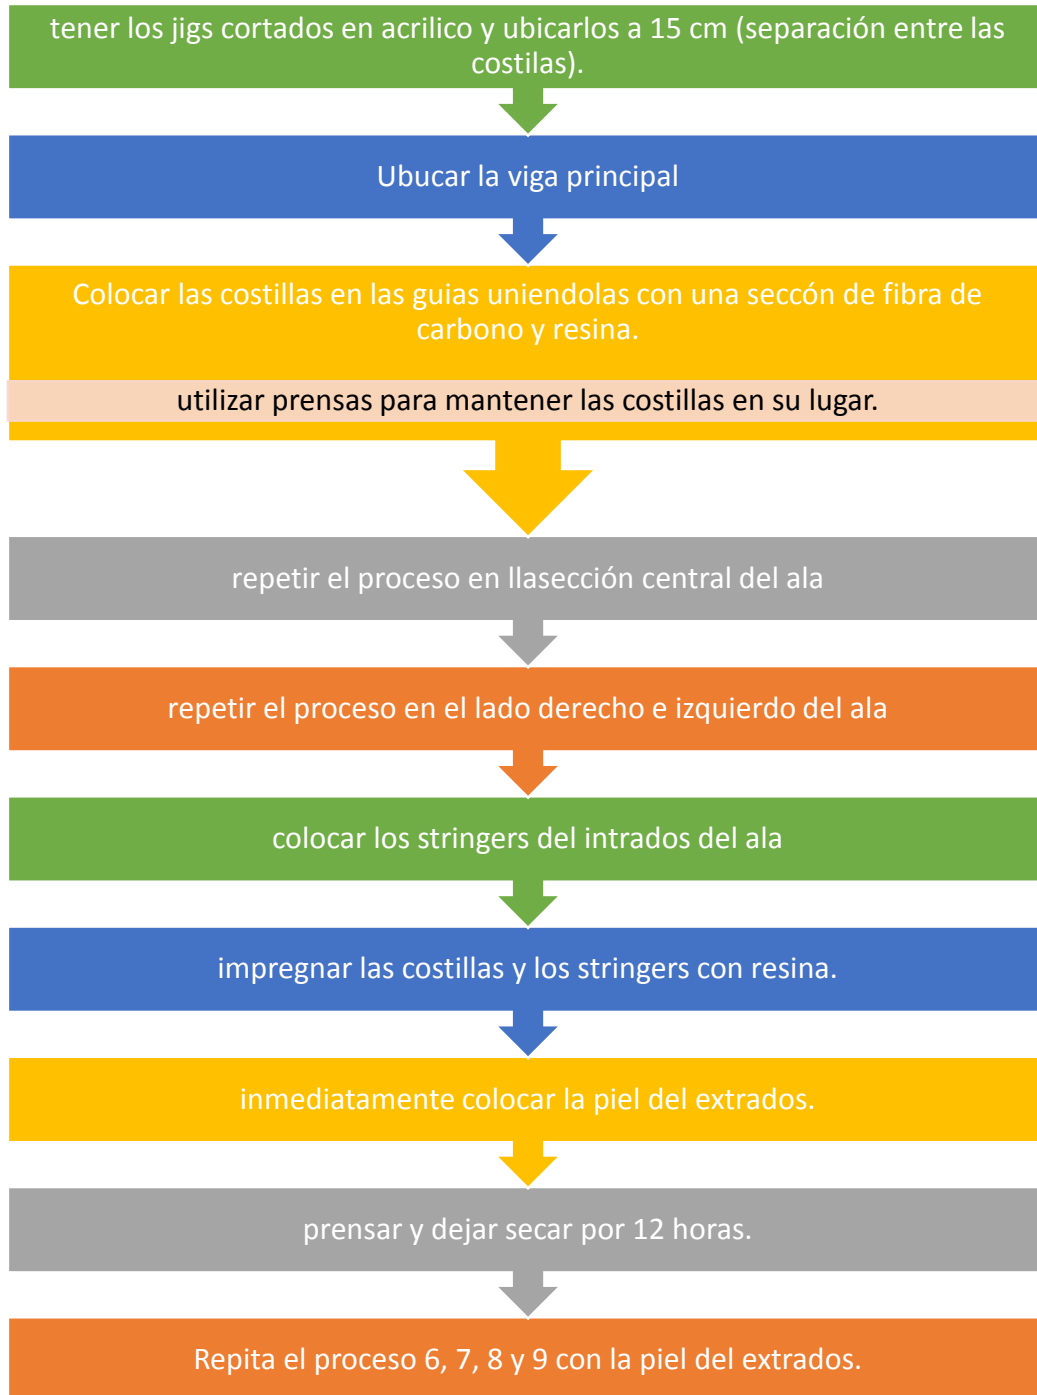 tener los jigs cortados en acrilico y ubicarlos a 15 cm (separación entre las
costilas).
Ubucar la viga principal
Colocar las costillas en las guias uniendolas con una seccón de fibra de
carbono y resina.
utilizar prensas para mantener las costillas en su lugar.
repetir el proceso en llasección central del ala
repetir el proceso en el lado derecho e izquierdo del ala
colocar los stringers del intrados del ala
impregnar las costillas y los stringers con resina.
inmediatamente colocar la piel del extrados.
prensar y dejar secar por 12 horas.
Repita el proceso 6, 7, 8 y 9 con la piel del extrados.